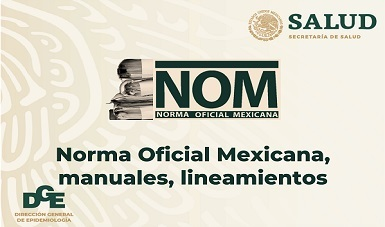 SALUD
SECRETARÍA DE SALUD
NOM
NORMA OFICIAL MEXICANA
Norma Oficial Mexicana,
manuales, lineamientos
DGE
DIRECCIÓN GENERAL
DE EPIDEMIOLOGÍA